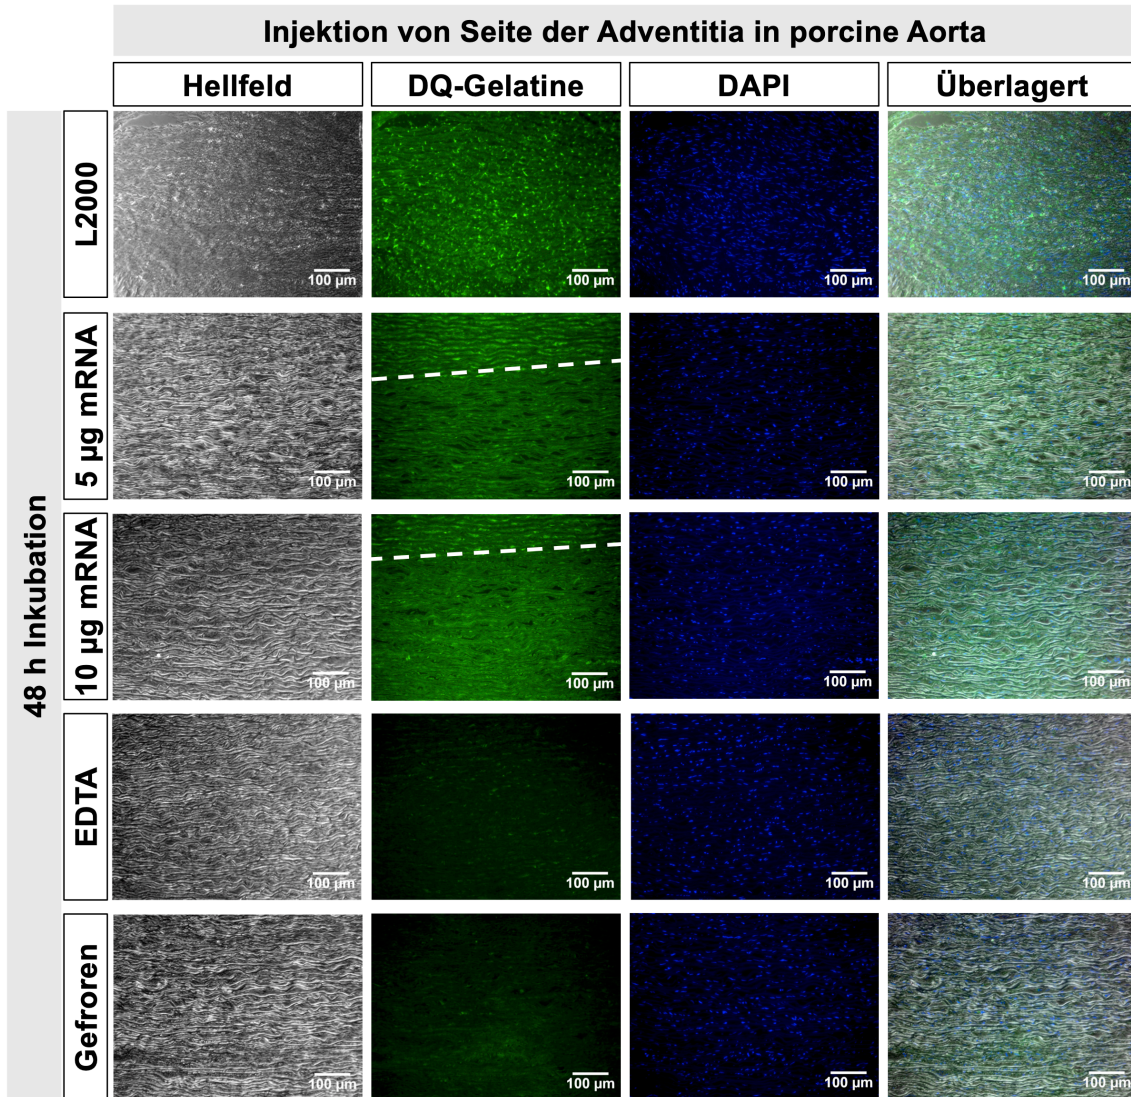 Injektion von Seite der Adventitia in porcine Aorta
Hellfeld
DQ-Gelatine
DAPI
Überlagert
48 h Inkubation
L2000
100 µm
100 µm
100 µm
100 µm
5 µg mRNA
100 µm
100 µm
100 µm
100 µm
10 µg mRNA
100 µm
100 µm
100 µm
100 µm
EDTA
100 µm
100 µm
100 µm
100 µm
Gefroren
100 µm
100 µm
100 µm
100 µm